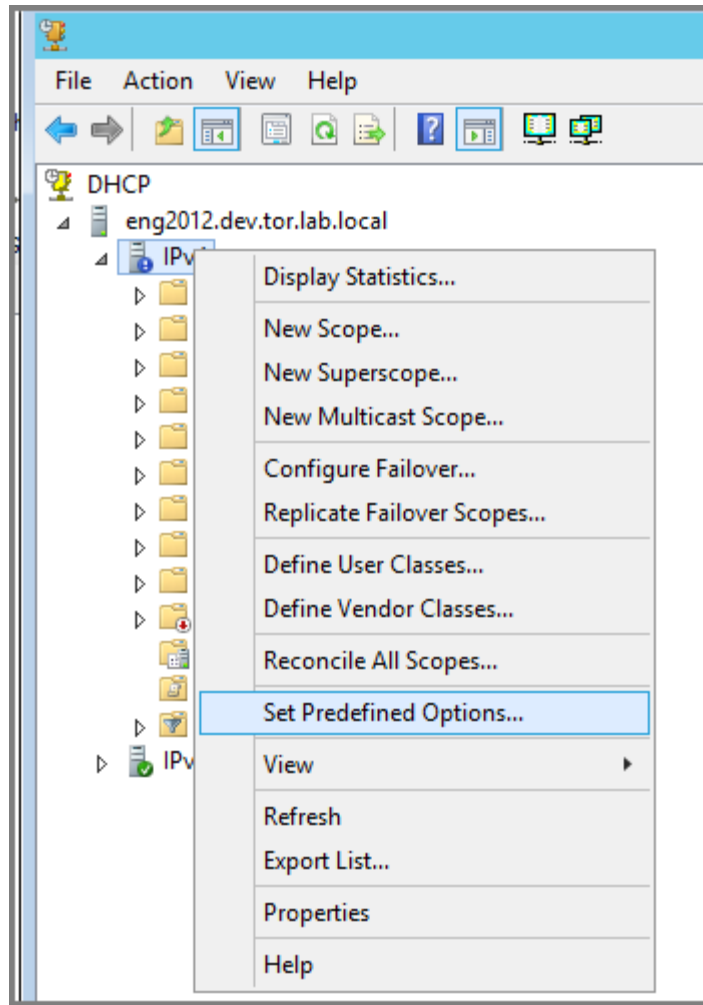 File Action View Help
DHCP
eng2012.dev.tor.lab.local
IPv
Display Statistics...
New Scope...
New Superscope...
New Multicast Scope...
Configure Failover...
Replicate Failover Scopes...
Define User Classes...
Define Vendor Classes...
Reconcile All Scopes...
Set Predefined Options...
IPv
View
Refresh
Export List...
Properties
Help